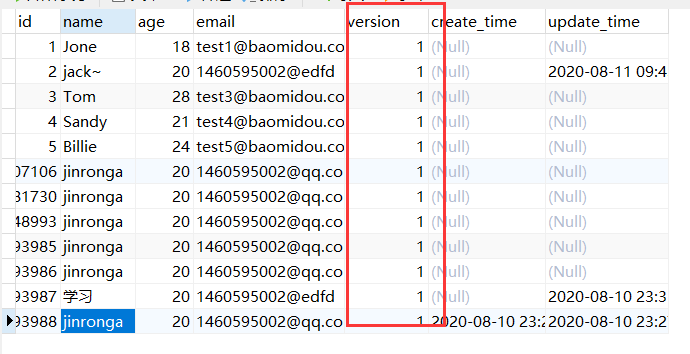 id name age email version create_time update_time
1 Jone 18 test1@baomidou.co 1 (Null) (Null)
2 jack~ 20 1460595002@edfd 1 (Null) 2020-08-11 09:4
3 Tom 28 test3@baomidou.co 1 (Null) (Null)
4 Sandy 21 test4@baomidou.co 1 (Null) (Null)
5 Billie 24 test5@baomidou.co 1 (Null) (Null)
07106 jinronga 20 1460595002@qq.co 1 (Null) (Null)
31730 jinronga 20 1460595002@qq.co 1 (Null) (Null)
48993 jinronga 20 1460595002@qq.co 1 (Null) (Null)
93985 jinronga 20 1460595002@qq.co 1 (Null) (Null)
93986 jinronga 20 1460595002@qq.co 1 (Null) (Null)
93987 学习 20 1460595002@edfd 1 (Null) 2020-08-10 23:3
93988 jinronga 20 1460595002@qq.co 1 2020-08-10 23:2 2020-08-10 23:2